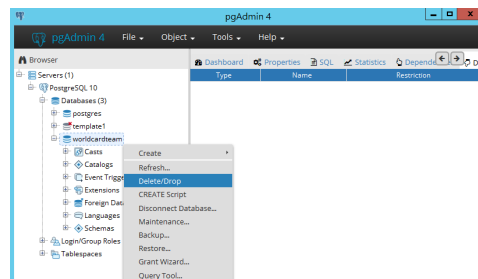 pgAdmin 4
pgAdmin 4 File Object Tools Help
Browser
Dashboard Properties SQL Statistics D
Type Name Restriction
Servers (1)
PostgreSQL 10
Databases (3)
postgres
template1
worldcardteam
Casts
Catalogs
Event Trigge
Extensions
Foreign Data
Languages
Schemas
Login/Group Roles
Tablespaces
Create
Refresh...
Delete/Drop
CREATE Script
Disconnect Database...
Maintenance...
Backup...
Restore...
Grant Wizard...
Query Tool...